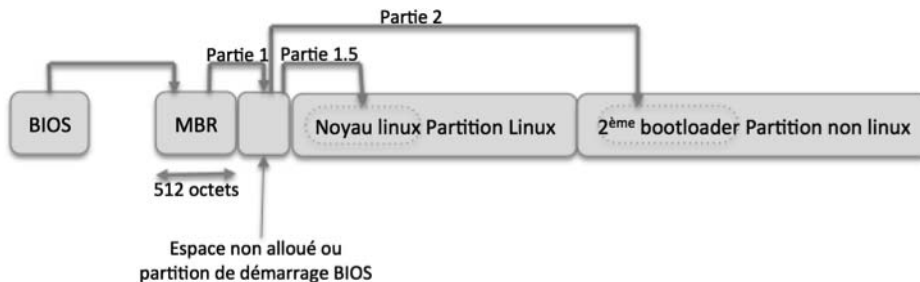 Partie 2
Partie 1 Partie 1.5
BIOS MBR Noyau linux Partition Linux 2ème bootloader Partition non linux
512 octets
Espace non alloué ou
partition de démarrage BIOS